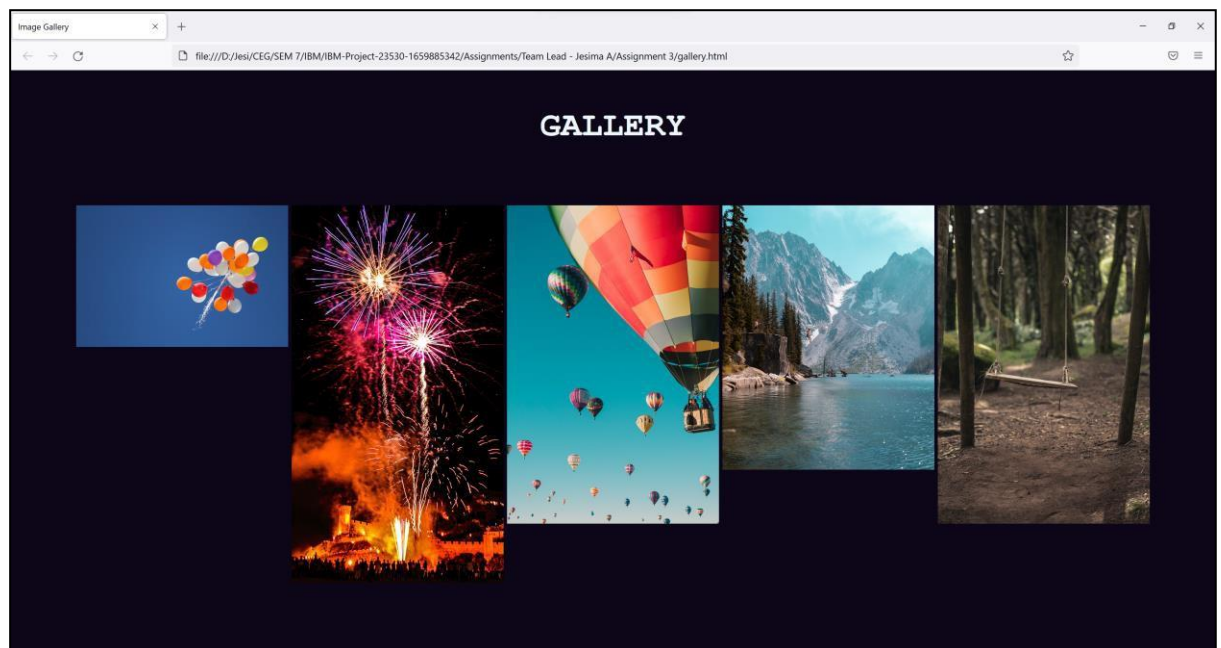 Image Gallery
file:///D:/Jesi/CEG/SEM 7/IBM/IBM-Project-23530-1659885342/Assignments/Team Lead - Jesima A/Assignment 3/gallery.html
GALLERY